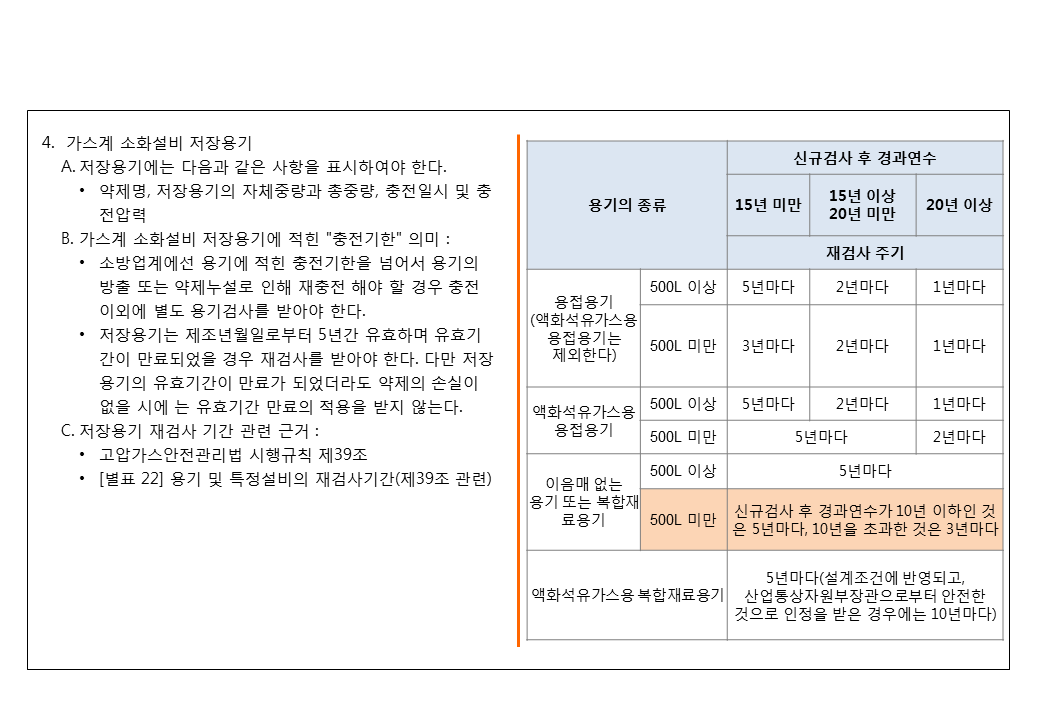 4. 가스계 소화설비 저장용기
A. 저장용기에는 다음과 같은 사항을 표시하여야 한다.
• 약제명, 저장용기의 자체중량과 총중량, 충전일시 및 충
전압력
B. 가스계 소화설비 저장용기에 적힌 "충전기한" 의미 :
• 소방업계에선 용기에 적힌 충전기한을 넘어서 용기의
방출 또는 약제누설로 인해 재충전 해야 할 경우 충전
이외에 별도 용기검사를 받아야 한다.
• 저장용기는 제조년월일로부터 5년간 유효하며 유효기
간이 만료되었을 경우 재검사를 받아야 한다. 다만 저장
용기의 유효기간이 만료가 되었더라도 약제의 손실이
없을 시에 는 유효기간 만료의 적용을 받지 않는다.
C. 저장용기 재검사 기간 관련 근거 :
• 고압가스안전관리법 시행규칙 제39조
• [별표 22] 용기 및 특정설비의 재검사기간(제39조 관련)
용기의 종류
신규검사 후 경과연수
15년 미만
15년 이상
20년 미만
20년 이상
재검사 주기
용접용기
(액화석유가스용
용접용기는
제외한다)
500L 이상
5년마다
2년마다
1년마다
500L 미만
3년마다
2년마다
1년마다
액화석유가스용
용접용기
500L 이상
5년마다
2년마다
1년마다
500L 미만
5년마다
2년마다
이음매 없는
용기 또는 복합재
료용기
500L 이상
5년마다
500L 미만
신규검사 후 경과연수가 10년 이하인 것
은 5년마다, 10년을 초과한 것은 3년마다
액화석유가스용 복합재료용기
5년마다(설계조건에 반영되고,
산업통상자원부장관으로부터 안전한
것으로 인정을 받은 경우에는 10년마다)